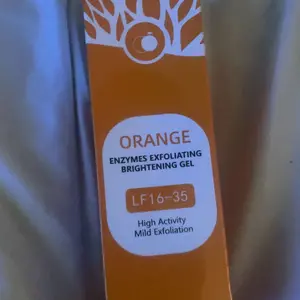 ORANGE
ENZYMES EXFOLIATING
BRIGHTENING GEL
LF16-35
High Activity
Mild Exfoliation